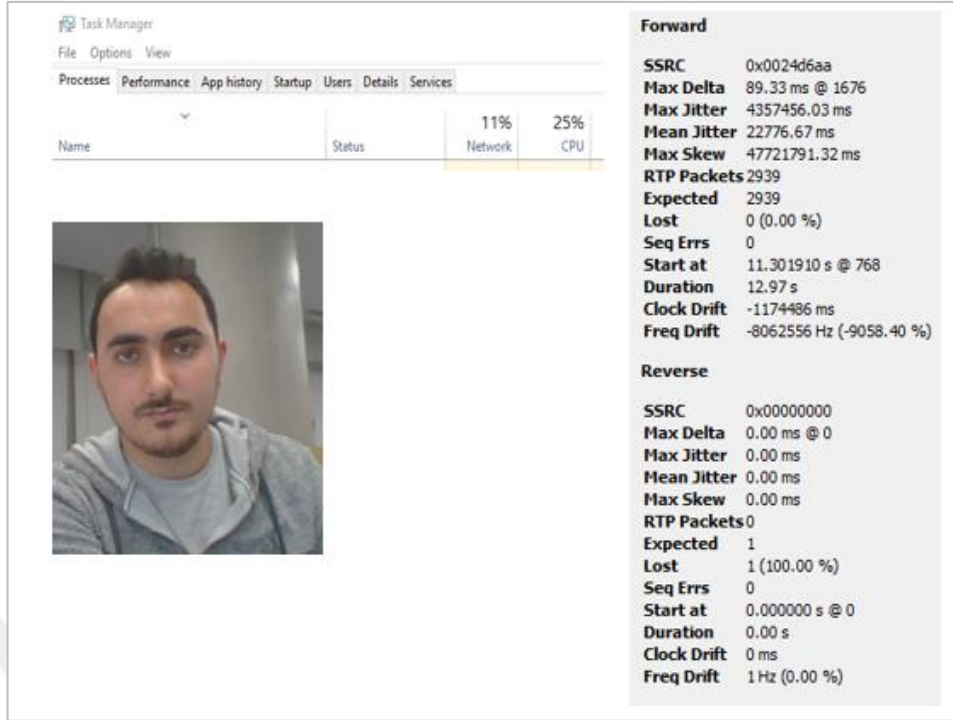 Task Manager
File Options View
Processes Performance App history Startup Users Details Services
11% 25%
Name Status Network CPU
Forward
SSRC 0x0024d6aa
Max Delta 89.33 ms @ 1676
Max Jitter 4357456.03 ms
Mean Jitter 22776.67 ms
Max Skew 47721791.32 ms
RTP Packets 2939
Expected 2939
Lost 0 (0.00 %)
Seq Errs 0
Start at 11.301910 s @ 768
Duration 12.97 s
Clock Drift -1174486 ms
Freq Drift -8062556 Hz (-9058.40 %)
Reverse
SSRC 0x00000000
Max Delta 0.00 ms @ 0
Max Jitter 0.00 ms
Mean Jitter 0.00 ms
Max Skew 0.00 ms
RTP Packets 0
Expected 1
Lost 1 (100.00 %)
Seq Errs 0
Start at 0.000000 s @ 0
Duration 0.00 s
Clock Drift 0 ms
Freq Drift 1 Hz (0.00 %)